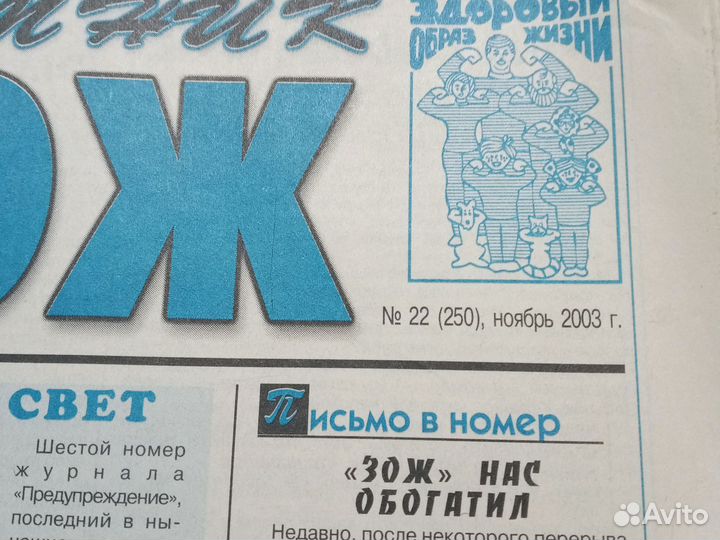 ЗДОРОВЫЙ
ОБРАЗ ЖИЗНИ
ОЖ
№ 22 (250), ноябрь 2003 г.
СВЕТ
Шестой номер
журнала
«Предупреждение»,
последний в ны-
Письмо в номер
«ЗОЖ» НАС
ОБОГАТИЛ
Недавно, после некоторого перерыва
Avito